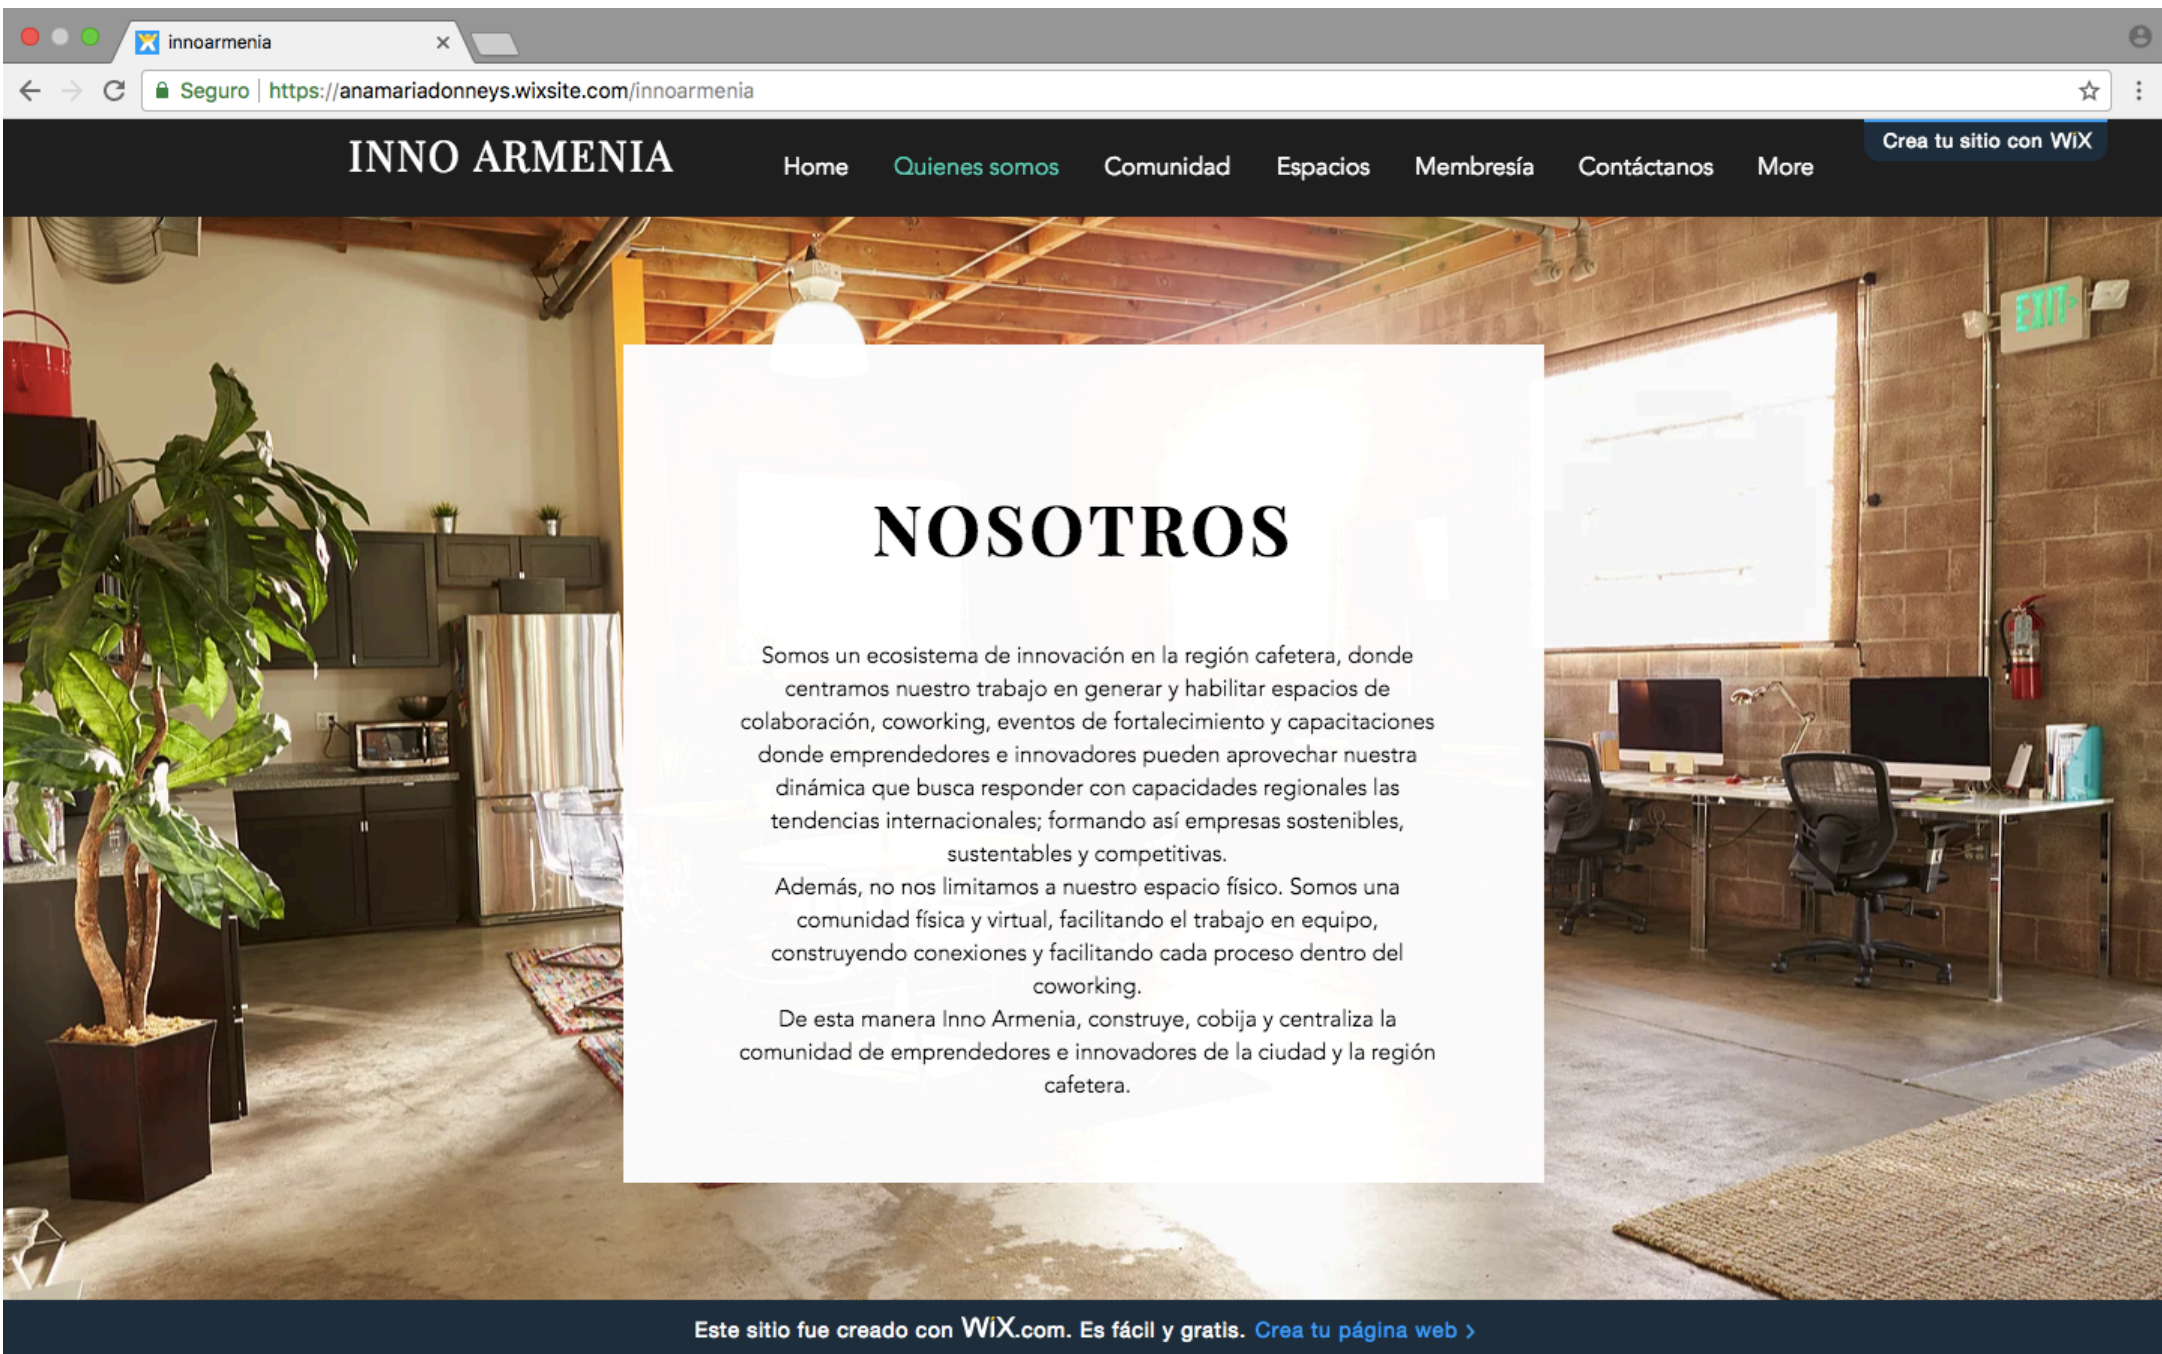 innoarmenia
Seguro | https://anamariadonneys.wixsite.com/innoarmenia
INNO ARMENIA
Home Quienes somos Comunidad Espacios Membresía Contáctanos More
Crea tu sitio con WiX
EXIT
NOSOTROS
Somos un ecosistema de innovación en la región cafetera, donde
centramos nuestro trabajo en generar y habilitar espacios de
colaboración, coworking, eventos de fortalecimiento y capacitaciones
donde emprendedores e innovadores pueden aprovechar nuestra
dinámica que busca responder con capacidades regionales las
tendencias internacionales; formando así empresas sostenibles,
sustentables y competitivas.
Además, no nos limitamos a nuestro espacio físico. Somos una
comunidad física y virtual, facilitando el trabajo en equipo,
construyendo conexiones y facilitando cada proceso dentro del
coworking.
De esta manera Inno Armenia, construye, cobija y centraliza la
comunidad de emprendedores e innovadores de la ciudad y la región
cafetera.
Este sitio fue creado con WiX.com. Es fácil y gratis. Crea tu página web >